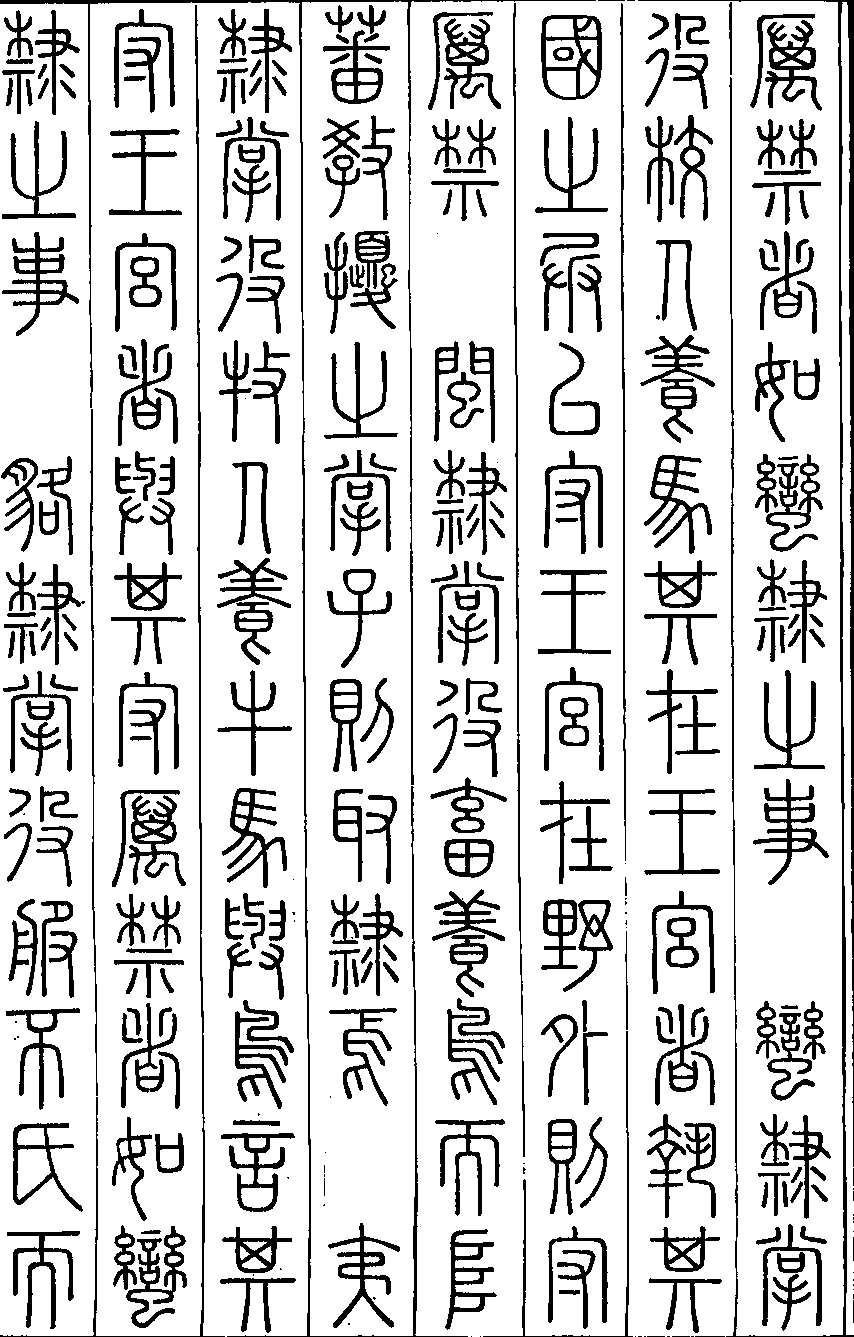 厲禁者如蠻隸之事　蠻隸掌
役校人養馬其在王宮者執其
國之兵以守王宮在野外則守
厲禁　閩隸掌役畜養鳥而阜
蕃教擾之掌子則取隸焉　夷
隸掌役牧人養牛馬與鳥言其
守王宮者與其守厲禁者如蠻
隸之事　貉隸掌役服不氏而